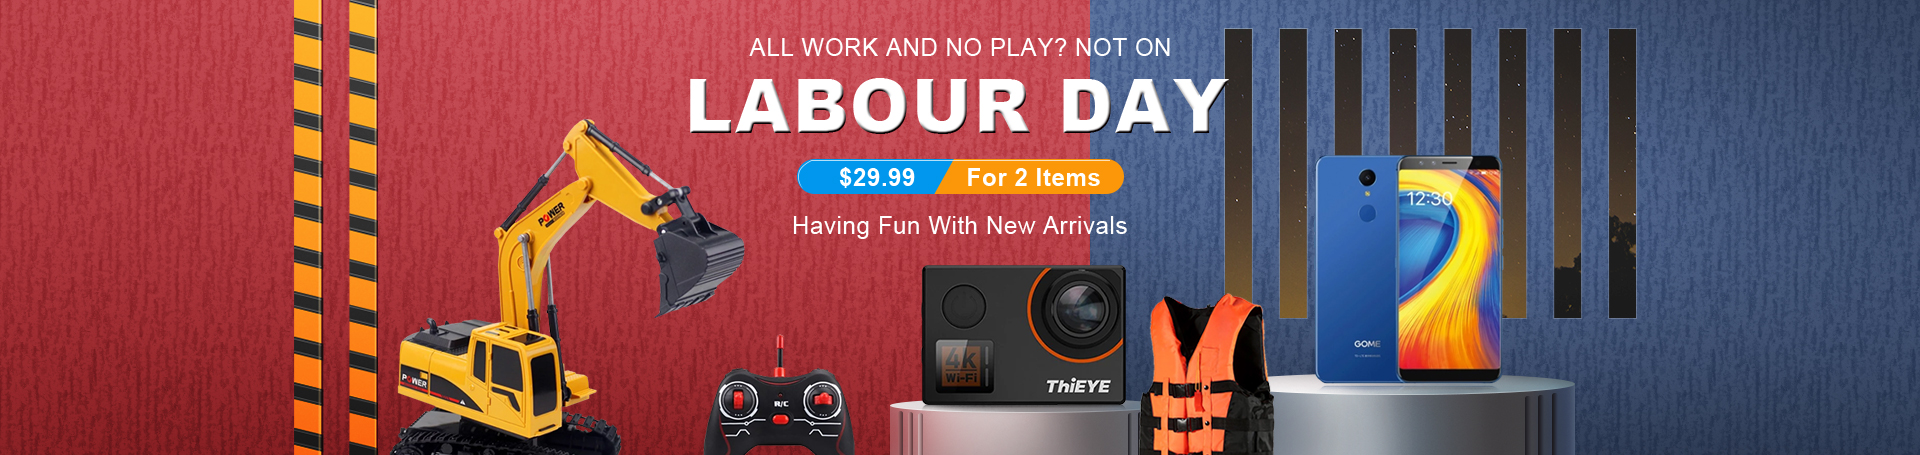 ALL WORK AND NO PLAY? NOT ON
LABOUR DAY
$29.99 For 2 Items
Having Fun With New Arrivals
12:30
POWER
POWER
R/C
4K
Wi-Fi
ThiEYE
GOME